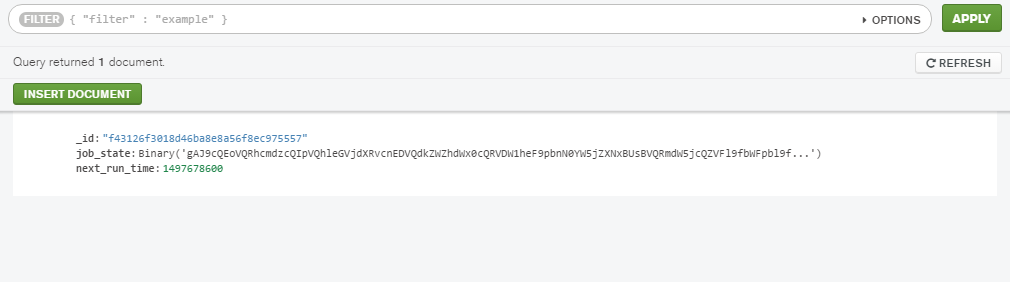 FILTER { "filter" : "example" } OPTIONS APPLY
Query returned 1 document.
REFRESH
INSERT DOCUMENT
_id: "f43126f3018d46ba8e8a56f8ec975557"
job_state: Binary('gAJ9cQEoVQRhcmdzcQIpVQhleGVjdXRvcnEDVQdkZWZhdWx0cQRVDW1heF9pbnN0YW5jZXNxBUsBVQRmdW5jcQZVFl9fbWFpbl9f...')
next_run_time: 1497678600